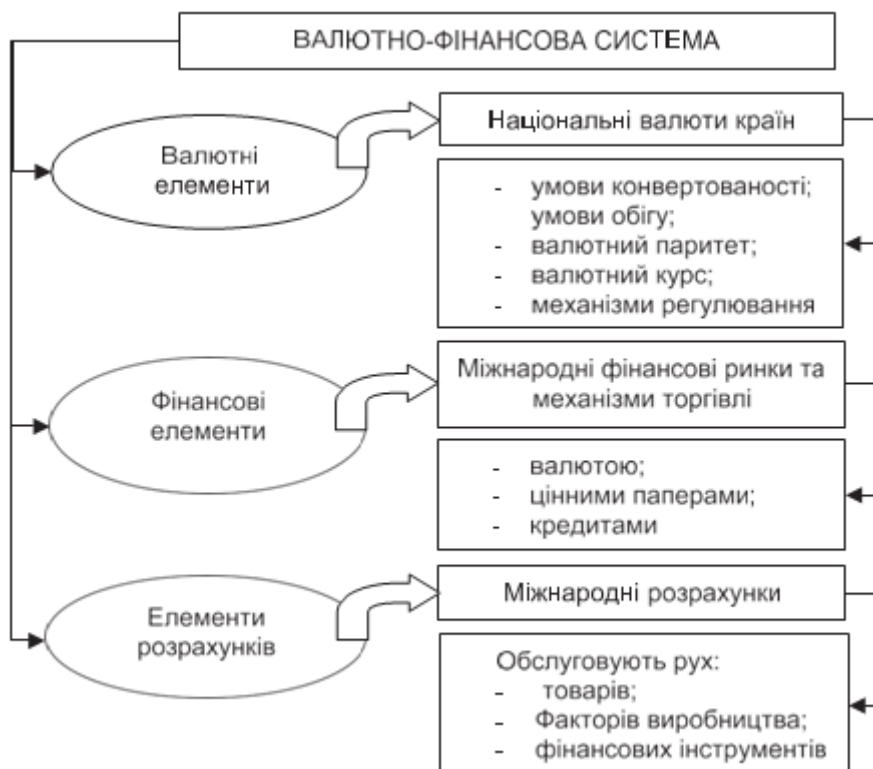 ВАЛЮТНО-ФІНАНСОВА СИСТЕМА
Валютні
елементи
Національні валюти країн
- умови конвертованості;
умови обігу;
- валютний паритет;
- валютний курс;
- механізми регулювання
Фінансові
елементи
Міжнародні фінансові ринки та
механізми торгівлі
- валютою;
- цінними паперами;
- кредитами
Елементи
розрахунків
Міжнародні розрахунки
Обслуговують рух:
- товарів;
- Факторів виробництва;
- фінансових інструментів